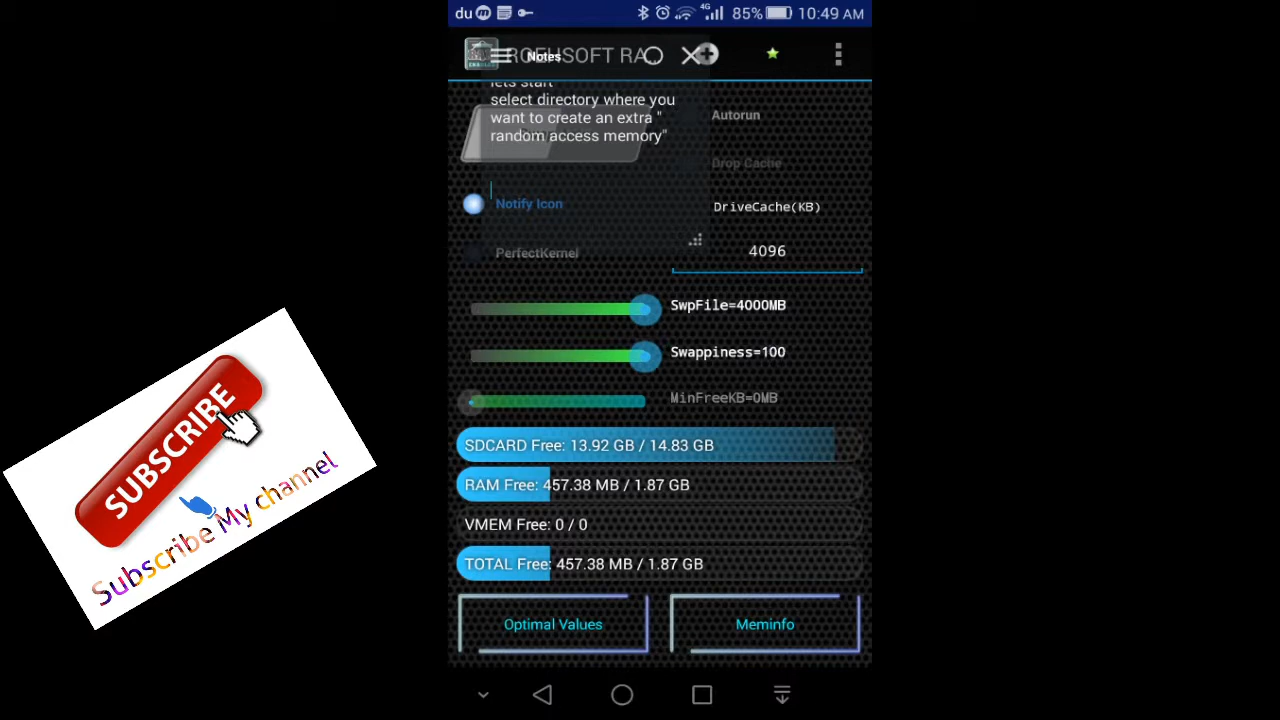 du
4G
85%
10:49 AM
ROEHSOFT RA
Notes
lets start
select directory where you
want to create an extra "
random access memory"
Autorun
Drop Cache
Notify Icon
DriveCache(KB)
PerfectKernel
4096
SwpFile=4000MB
Swappiness=100
MinFreeKB=0MB
SDCARD Free: 13.92 GB / 14.83 GB
RAM Free: 457.38 MB / 1.87 GB
VMEM Free: 0 / 0
TOTAL Free: 457.38 MB / 1.87 GB
Optimal Values
Meminfo
SUBSCRIBE
Subscribe My channel